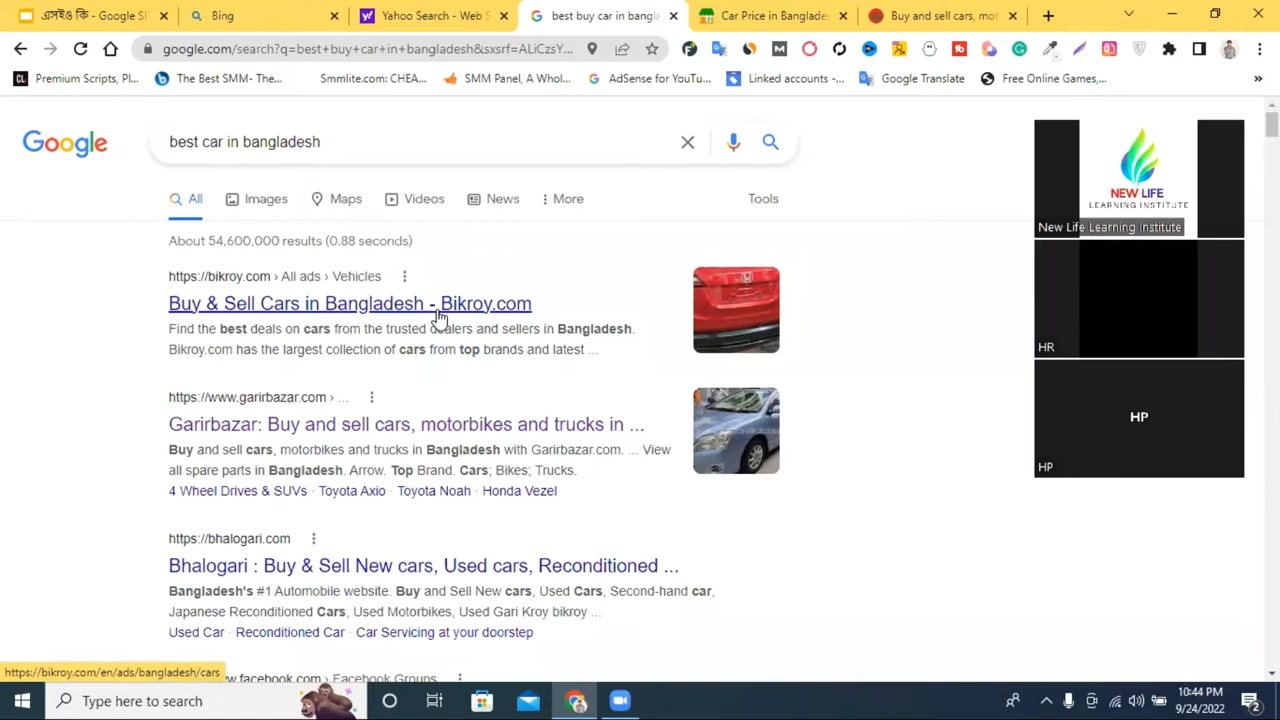 এসইও কি - Google Sl
Bing
Yahoo Search - Web S
best buy car in bangla
Car Price in Banglades
Buy and sell cars, mot
google.com/search?q=best+buy+car+in+bangladesh&sxsrf=ALiCzsY...
Premium Scripts, Pl...
The Best SMM- The...
Smmlite.com: CHEA...
SMM Panel, A Whol...
AdSense for YouTu...
Linked accounts -...
Google Translate
Free Online Games,...
Google
best car in bangladesh
All
Images
Maps
Videos
News
More
Tools
About 54,600,000 results (0.88 seconds)
https://bikroy.com › All ads › Vehicles
Buy & Sell Cars in Bangladesh - Bikroy.com
Find the best deals on cars from the trusted dealers and sellers in Bangladesh.
Bikroy.com has the largest collection of cars from top brands and latest ...
https://www.garirbazar.com › ...
Garirbazar: Buy and sell cars, motorbikes and trucks in ...
Buy and sell cars, motorbikes and trucks in Bangladesh with Garirbazar.com. ... View
all spare parts in Bangladesh. Arrow. Top Brand. Cars; Bikes; Trucks.
4 Wheel Drives & SUVs · Toyota Axio · Toyota Noah · Honda Vezel
https://bhalogari.com
Bhalogari : Buy & Sell New cars, Used cars, Reconditioned ...
Bangladesh's #1 Automobile website. Buy and Sell New cars, Used Cars, Second-hand car,
Japanese Reconditioned Cars, Used Motorbikes, Used Gari Kroy bikroy ...
Used Car · Reconditioned Car · Car Servicing at your doorstep
www.facebook.com › Facebook Groups
https://bikroy.com/en/ads/bangladesh/cars
NEW LIFE
LEARNING INSTITUTE
New Life Learning Institute
HR
HP
HP
Type here to search
10:44 PM
9/24/2022
2